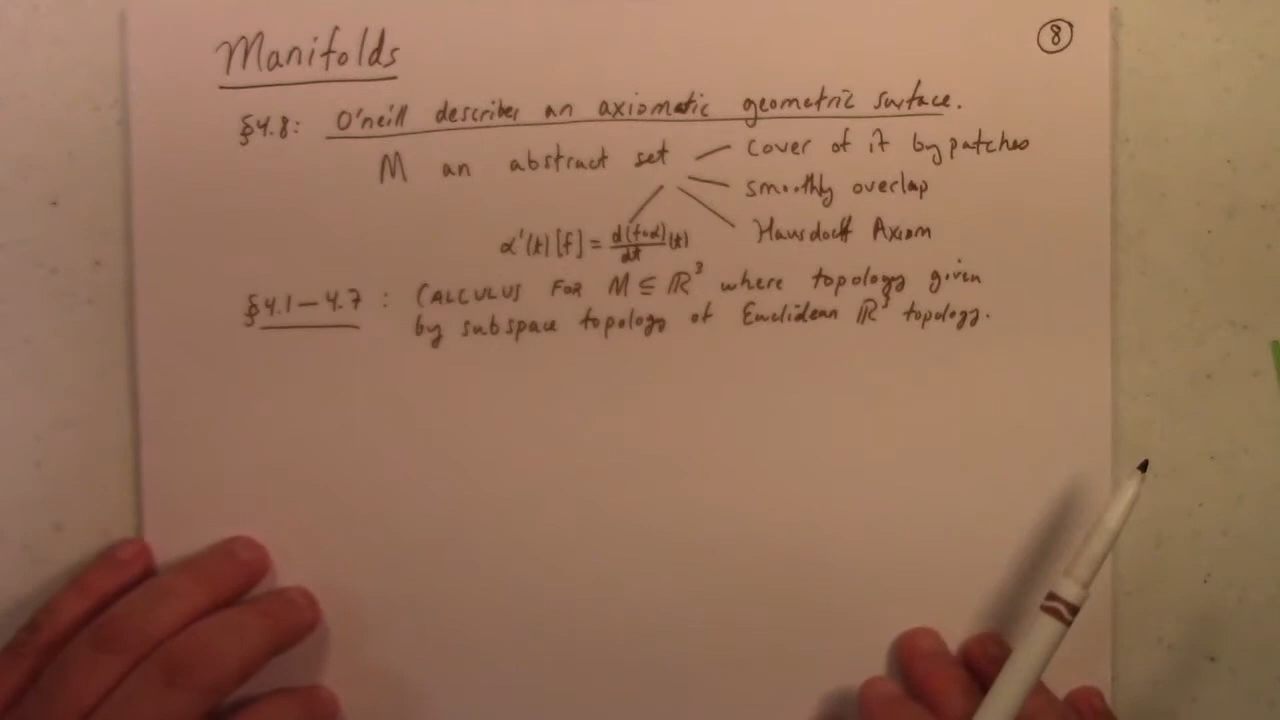 Manifolds
8
§4.8: O'neill describes an axiomatic geometric surface.
M an abstract set
cover of it by patches
smoothly overlap
Hausdorff Axiom
α'(t)[f] = d(f∘α)/dt (t)
§4.1–4.7 : CALCULUS FOR M ⊆ ℝ³ where topology given
by subspace topology of Euclidean ℝ³ topology.